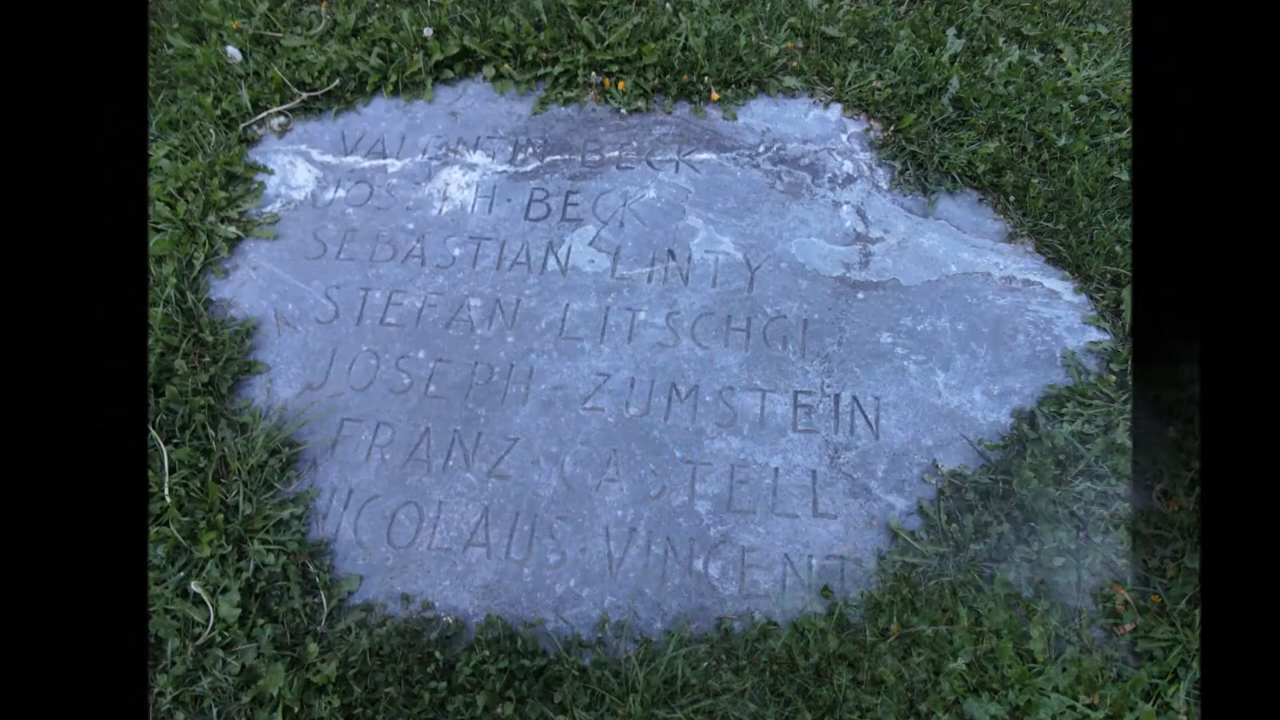 VALENTIN BECK
JOSEPH · BECK
SEBASTIAN · LINTY
STEFAN LITSCHGI
JOSEPH · ZUMSTEIN
FRANZ · CASTELL
NICOLAUS · VINCENT